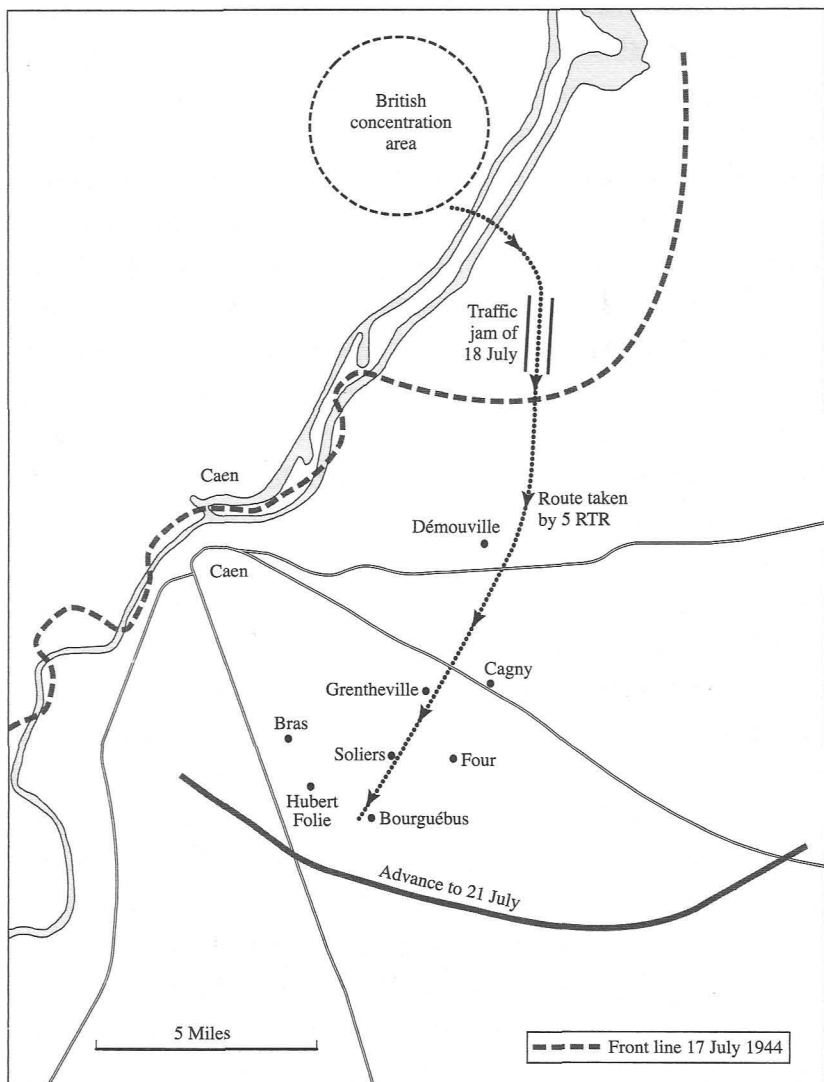 British
concentration
area
Traffic
jam of
18 July
Caen
Route taken
by 5 RTR
Démouville
Caen
Cagny
Grentheville
Bras
Soliers
Four
Hubert
Folie
Bourguébus
Advance to 21 July
5 Miles
Front line 17 July 1944